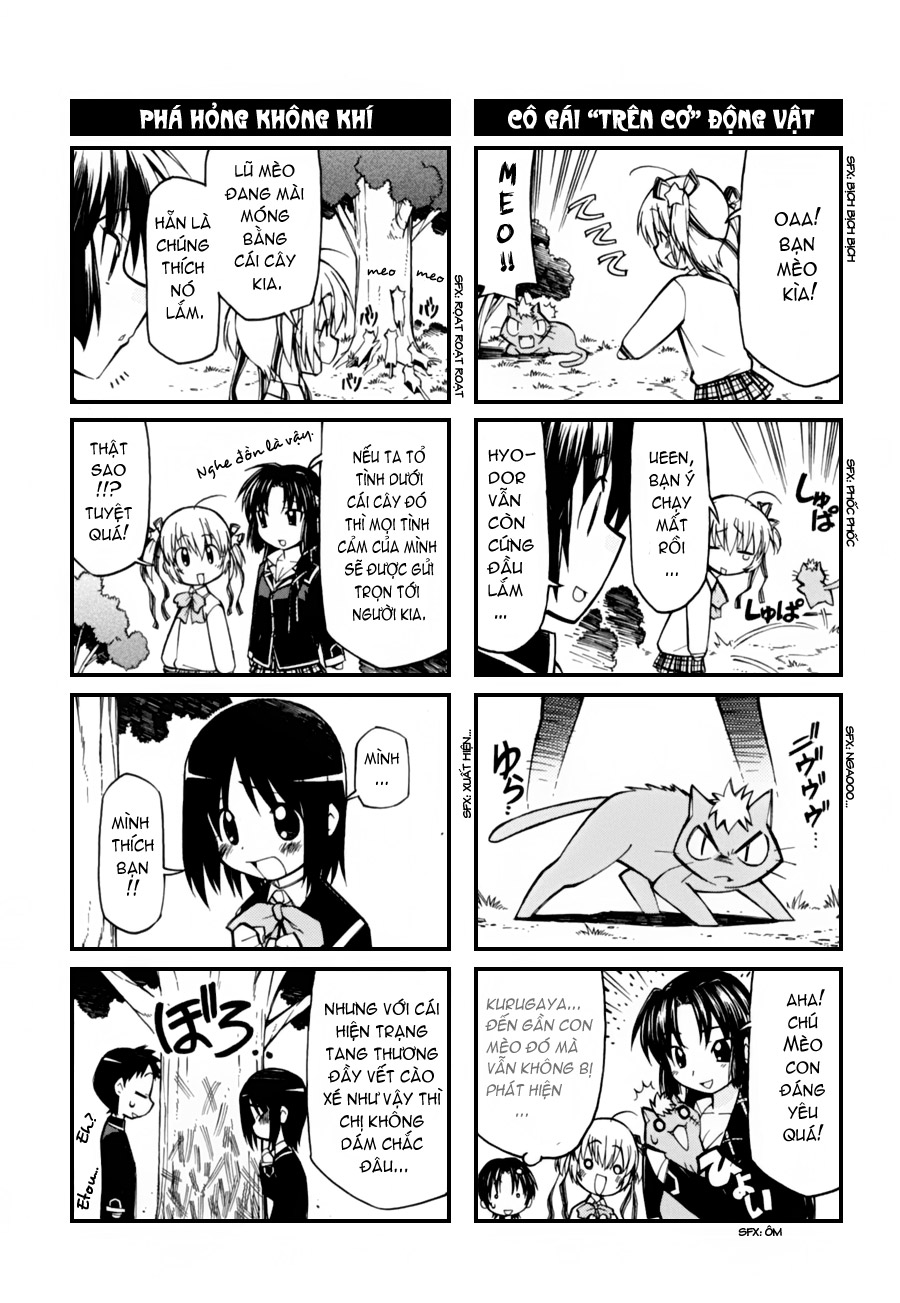 CÔ GÁI "TRÊN CƠ" ĐỘNG VẬT
OAA!
BẠN
MÈO
KÌA!
MEO!!
SFX: BỊCH BỊCH BỊCH
UEEN,
BẠN Ý
CHẠY
MẤT
RỒI
...
HYO-
DOR
VẪN
CÒN
CỨNG
ĐẦU
LẮM
...
しゅぱ
しゅぱ
SFX: PHỐC PHỐC
ゆら…
SFX: XUẤT HIỆN...
SFX: NGAOOO...
AHA!
CHÚ
MÈO
CON
ĐÁNG
YÊU
QUÁ!
KURUGAYA...
ĐẾN GẦN CON
MÈO ĐÓ MÀ
VẪN KHÔNG BỊ
PHÁT HIỆN
...
ひょい
SFX: ÔM
PHÁ HỎNG KHÔNG KHÍ
LŨ MÈO
ĐANG MÀI
MÓNG
BẰNG
CÁI CÂY
KIA.
HẲN LÀ
CHÚNG
THÍCH
NÓ
LẮM.
meo
meo
SFX: RỌAT ROẠT ROẠT
NẾU TA TỎ
TÌNH DƯỚI
CÁI CÂY ĐÓ
THÌ MỌI TÌNH
CẢM CỦA MÌNH
SẼ ĐƯỢC GỬI
TRỌN TỚI
NGƯỜI KIA.
Nghe đồn là vậy.
THẬT
SAO
!!?
TUYỆT
QUÁ!
MÌNH
...
MÌNH
THÍCH
BẠN
!!
NHƯNG VỚI CÁI
HIỆN TRẠNG
TANG THƯƠNG
ĐẦY VẾT CÀO
XÉ NHƯ VẬY THÌ
CHỊ KHÔNG
DÁM CHẮC
ĐÂU...
ぼろ…
Eh?
Etou...